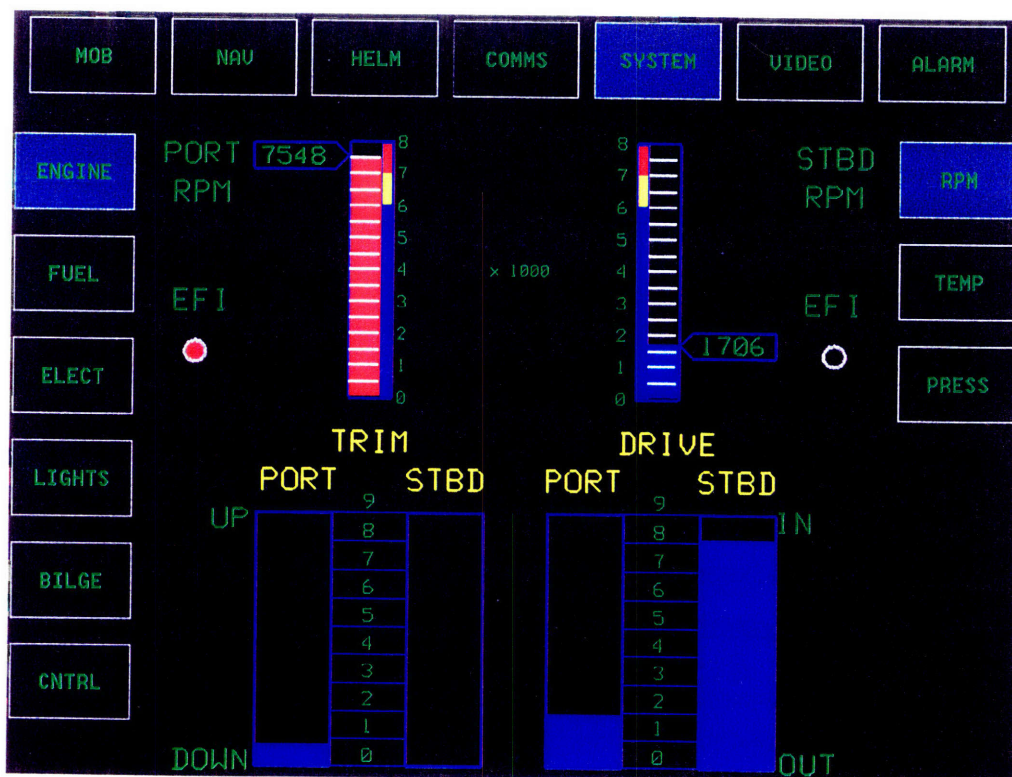 MOB NAV HELM COMMS SYSTEM VIDEO ALARM
ENGINE
FUEL
ELECT
LIGHTS
BILGE
CNTRL
PORT
RPM
7548
8
7
6
5
4
3
2
1
0
EFI
× 1000
8
7
6
5
4
3
2
1
0
1706
STBD
RPM
EFI
RPM
TEMP
PRESS
TRIM
PORT STBD
UP
DOWN
9
8
7
6
5
4
3
2
1
0
DRIVE
PORT STBD
9
8
7
6
5
4
3
2
1
0
IN
OUT